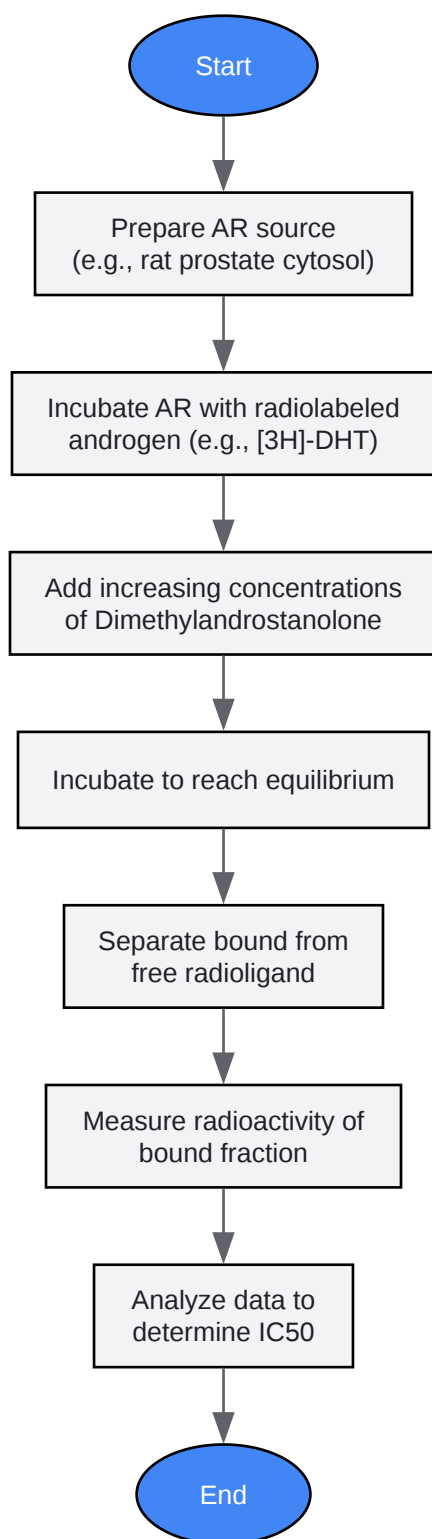 Start
Prepare AR source
(e.g., rat prostate cytosol)
Incubate AR with radiolabeled
androgen (e.g., [3H]-DHT)
Add increasing concentrations
of Dimethylandrostanolone
Incubate to reach equilibrium
Separate bound from
free radioligand
Measure radioactivity of
bound fraction
Analyze data to
determine IC50
End